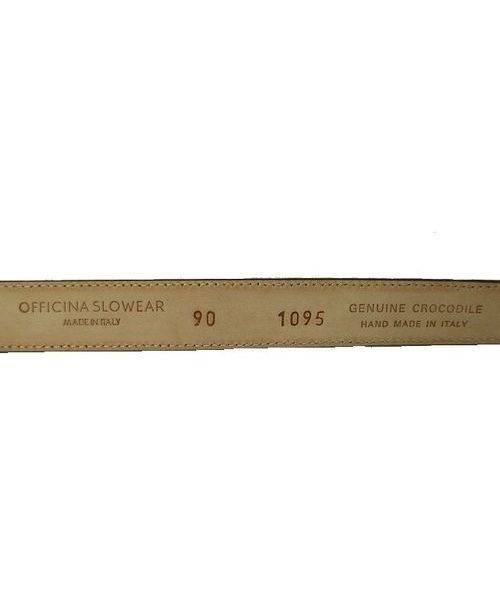 OFFICINA SLOWEAR
MADE IN ITALY
90
1095
GENUINE CROCODILE
HAND MADE IN ITALY